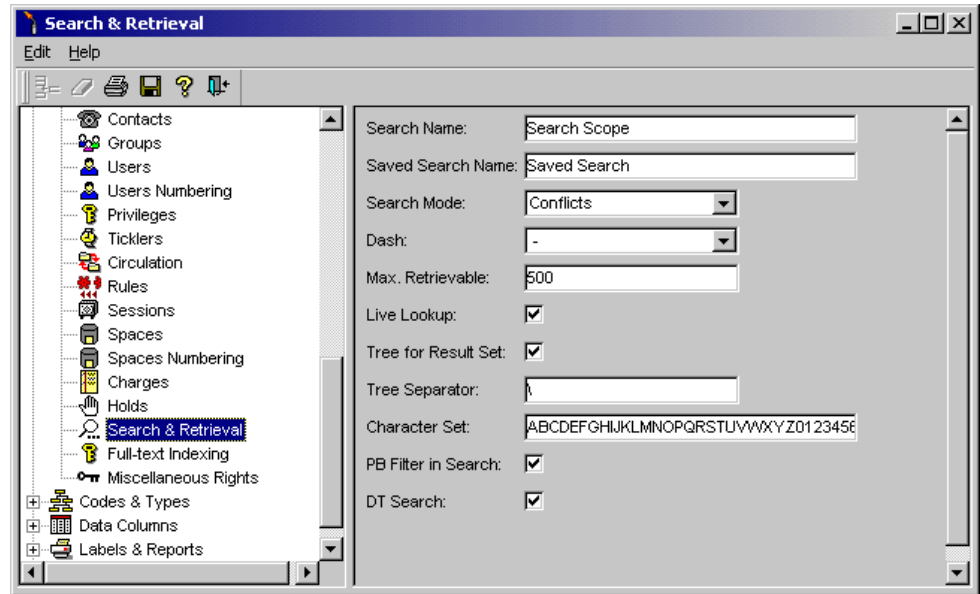 Search & Retrieval
Edit Help
Contacts
Groups
Users
Users Numbering
Privileges
Ticklers
Circulation
Rules
Sessions
Spaces
Spaces Numbering
Charges
Holds
Search & Retrieval
Full-text Indexing
Miscellaneous Rights
Codes & Types
Data Columns
Labels & Reports
Search Name: Search Scope
Saved Search Name: Saved Search
Search Mode: Conflicts
Dash: -
Max. Retrievable: 500
Live Lookup:
Tree for Result Set:
Tree Separator: \
Character Set: ABCDEFGHIJKLMNOPQRSTUVWXYZ0123456
PB Filter in Search:
DT Search: